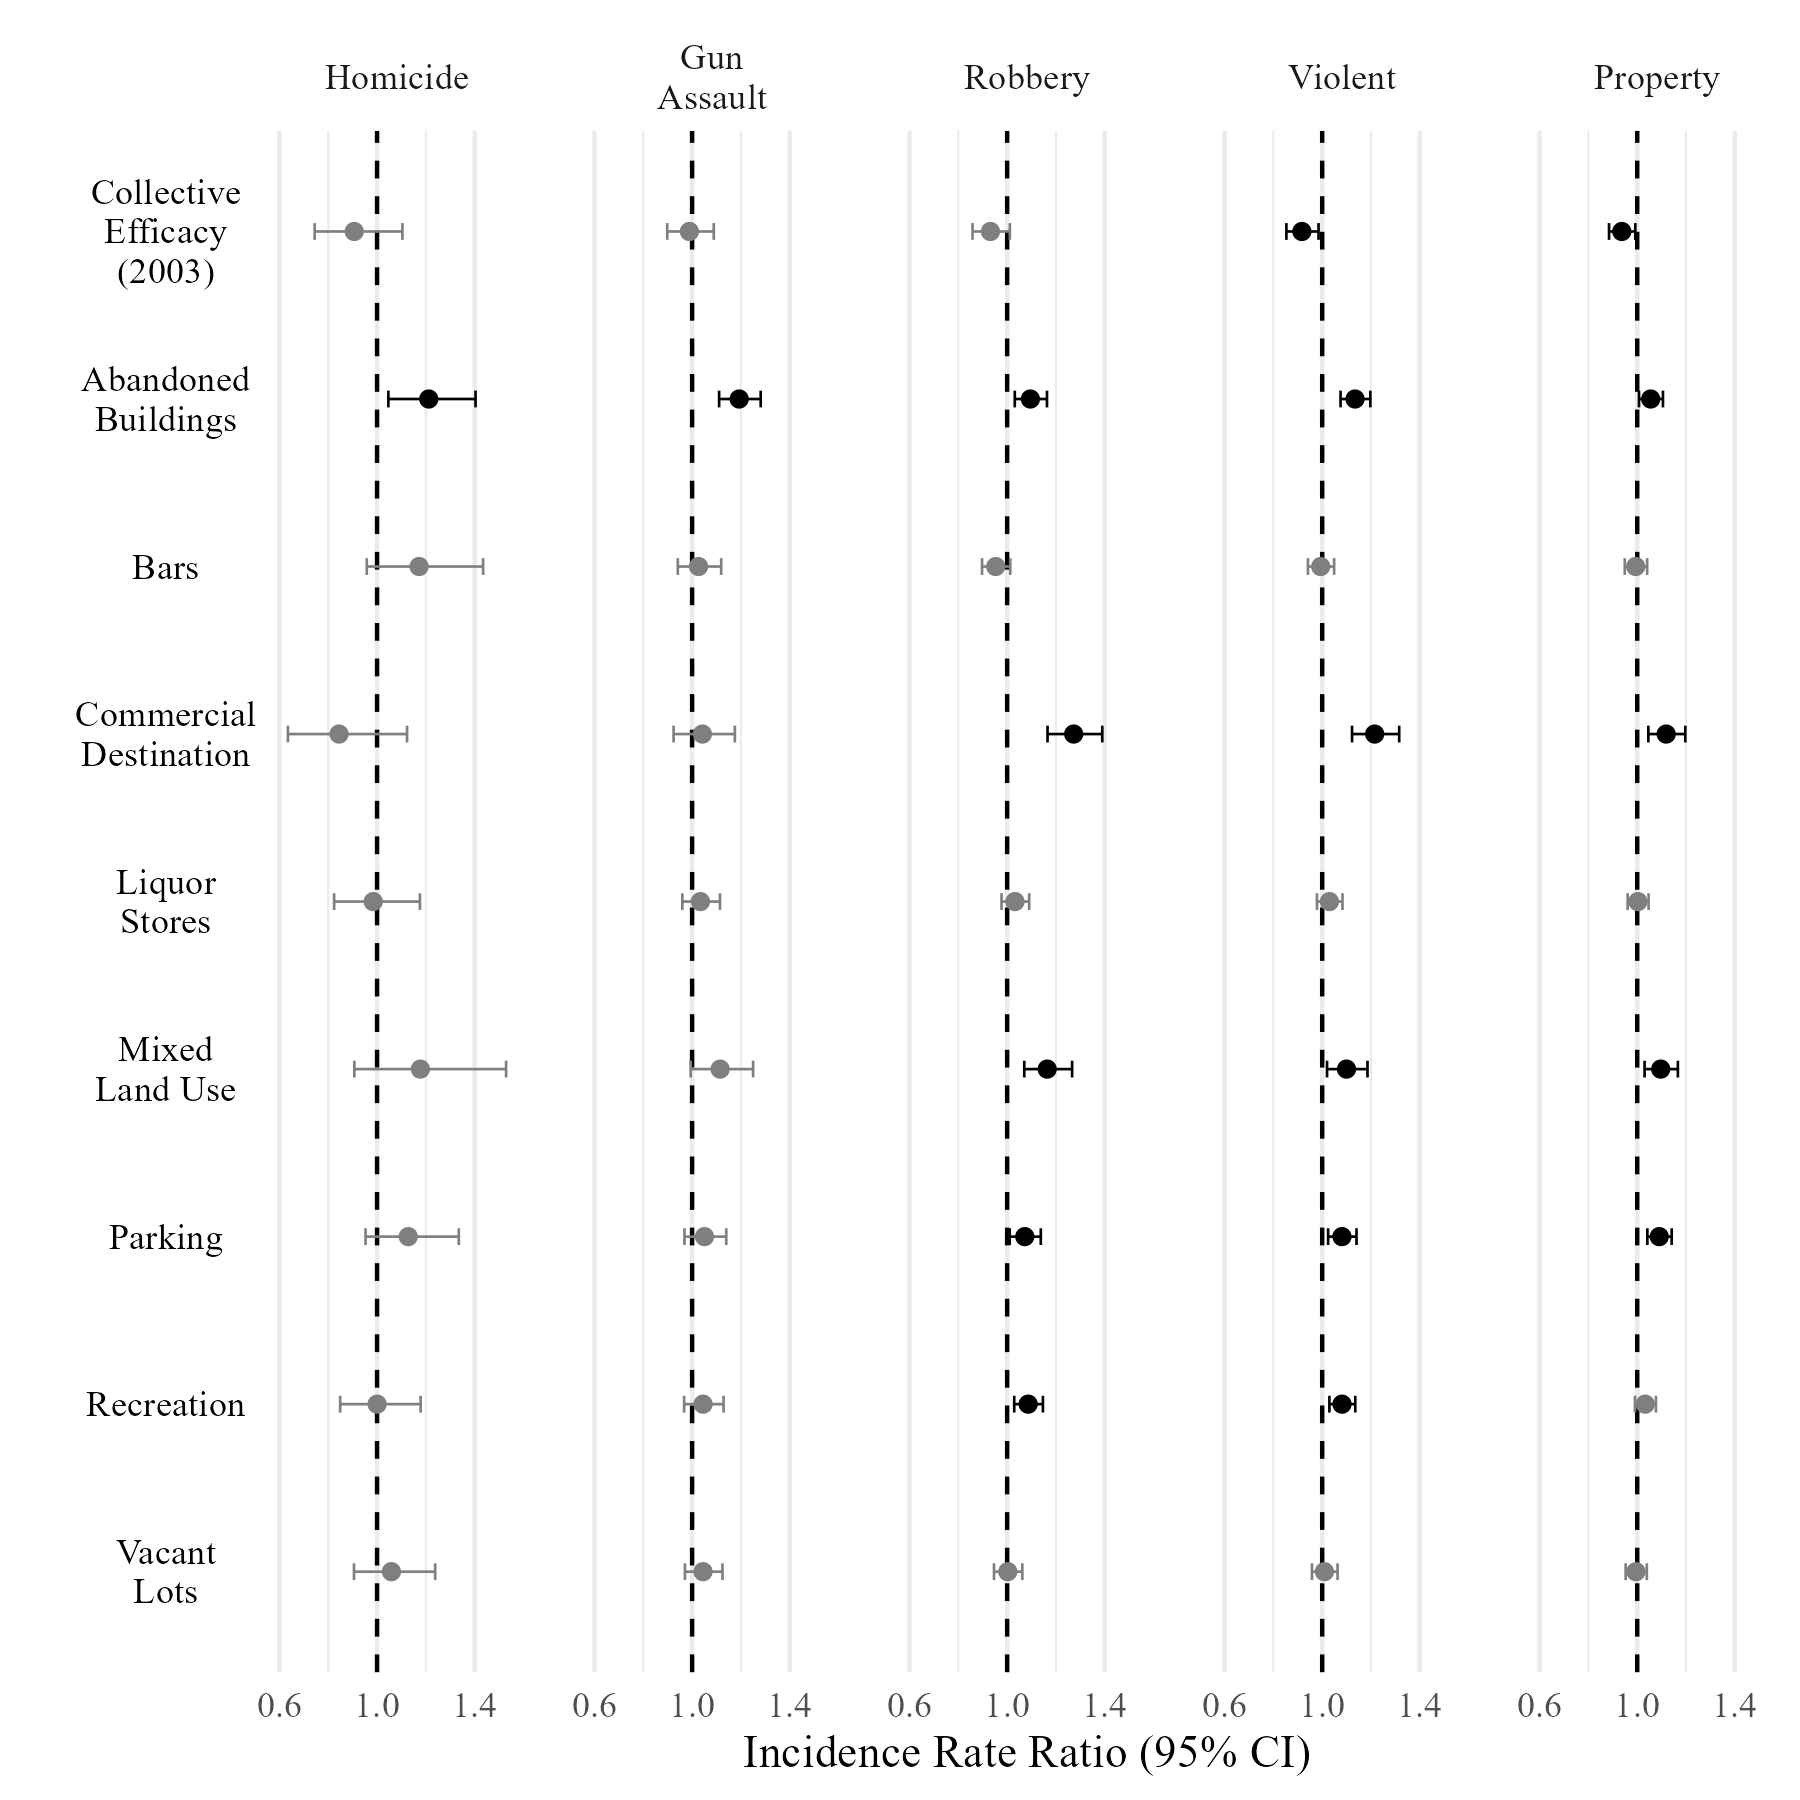 Homicide
Gun
Assault
Robbery
Violent
Property
Collective
Efficacy
(2003)
Abandoned
Buildings
Bars
Commercial
Destination
Liquor
Stores
Mixed
Land Use
Parking
Recreation
Vacant
Lots
0.6 1.0 1.4 0.6 1.0 1.4 0.6 1.0 1.4 0.6 1.0 1.4 0.6 1.0 1.4
Incidence Rate Ratio (95% CI)